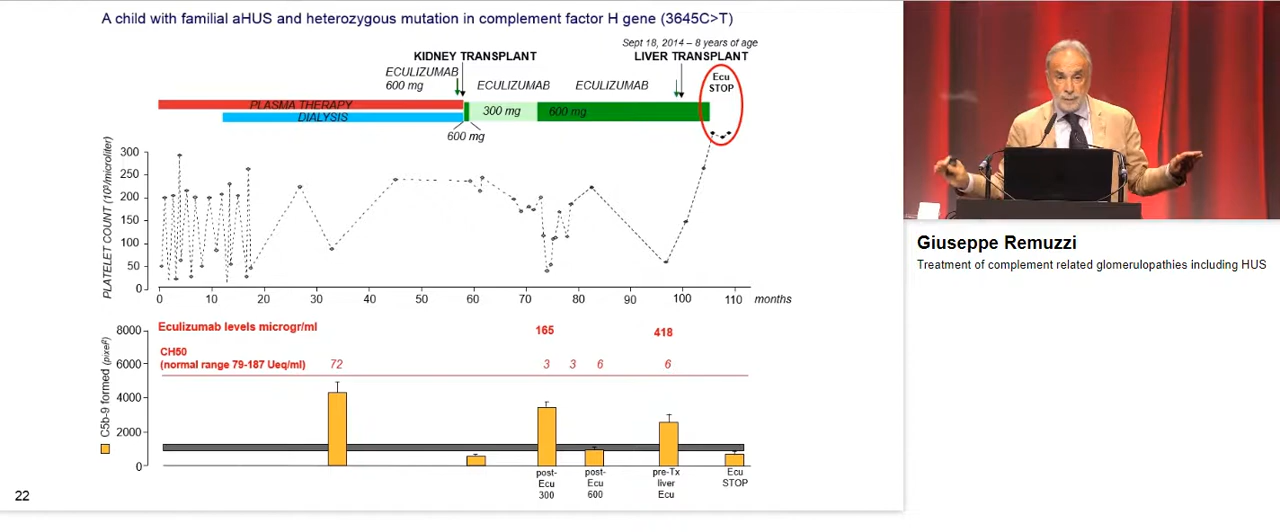 A child with familial aHUS and heterozygous mutation in complement factor H gene (3645C>T)
Sept 18, 2014 – 8 years of age
KIDNEY TRANSPLANT
LIVER TRANSPLANT
ECULIZUMAB
600 mg
ECULIZUMAB
ECULIZUMAB
Ecu
STOP
PLASMA THERAPY
DIALYSIS
300 mg
600 mg
600 mg
PLATELET COUNT (10³/microliter)
300
250
200
150
100
50
0
0 10 20 30 40 50 60 70 80 90 100 110 months
Eculizumab levels microgr/ml 165 418
CH50
(normal range 79-187 Ueq/ml) 72 3 3 6 6
C5b-9 formed (pixel²)
8000
6000
4000
2000
0
post-
Ecu
300
post-
Ecu
600
pre-Tx
liver
Ecu
Ecu
STOP
22
Giuseppe Remuzzi
Treatment of complement related glomerulopathies including HUS